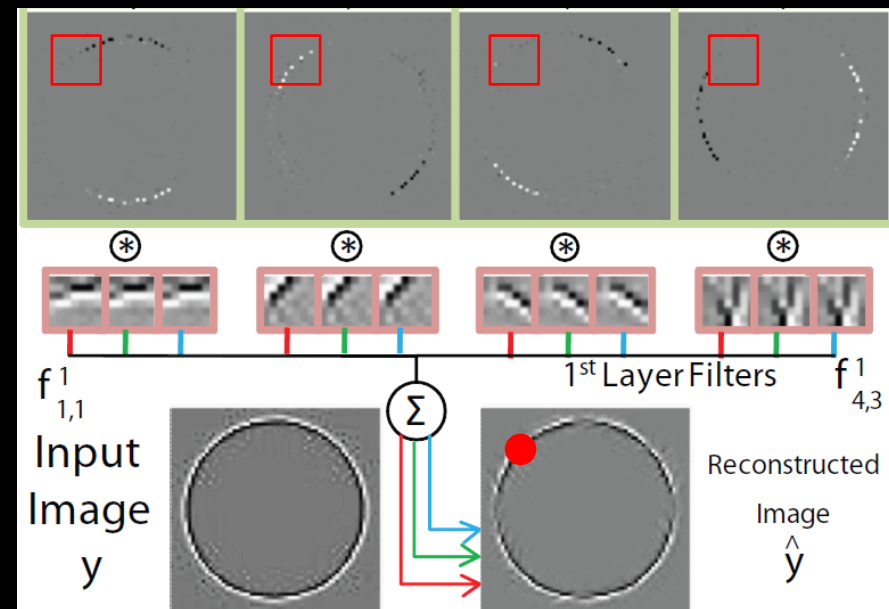 1st Layer Filters
f 1 1,1
f 1 4,3
Σ
Input
Image
y
Reconstructed
Image
ŷ